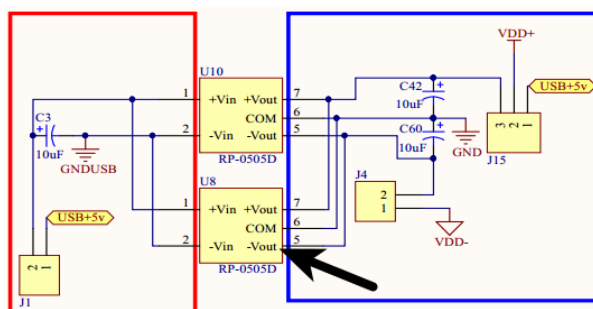 VDD+
U10
1 +Vin +Vout 7
COM 6
2 -Vin -Vout 5
RP-0505D
C3
+
10uF
GNDUSB
C42
+
10uF
C60
+
10uF
GND
USB+5v
3 2 1
J15
U8
1 +Vin +Vout 7
COM 6
2 -Vin -Vout 5
RP-0505D
J4
2
1
VDD-
USB+5v
2 1
J1